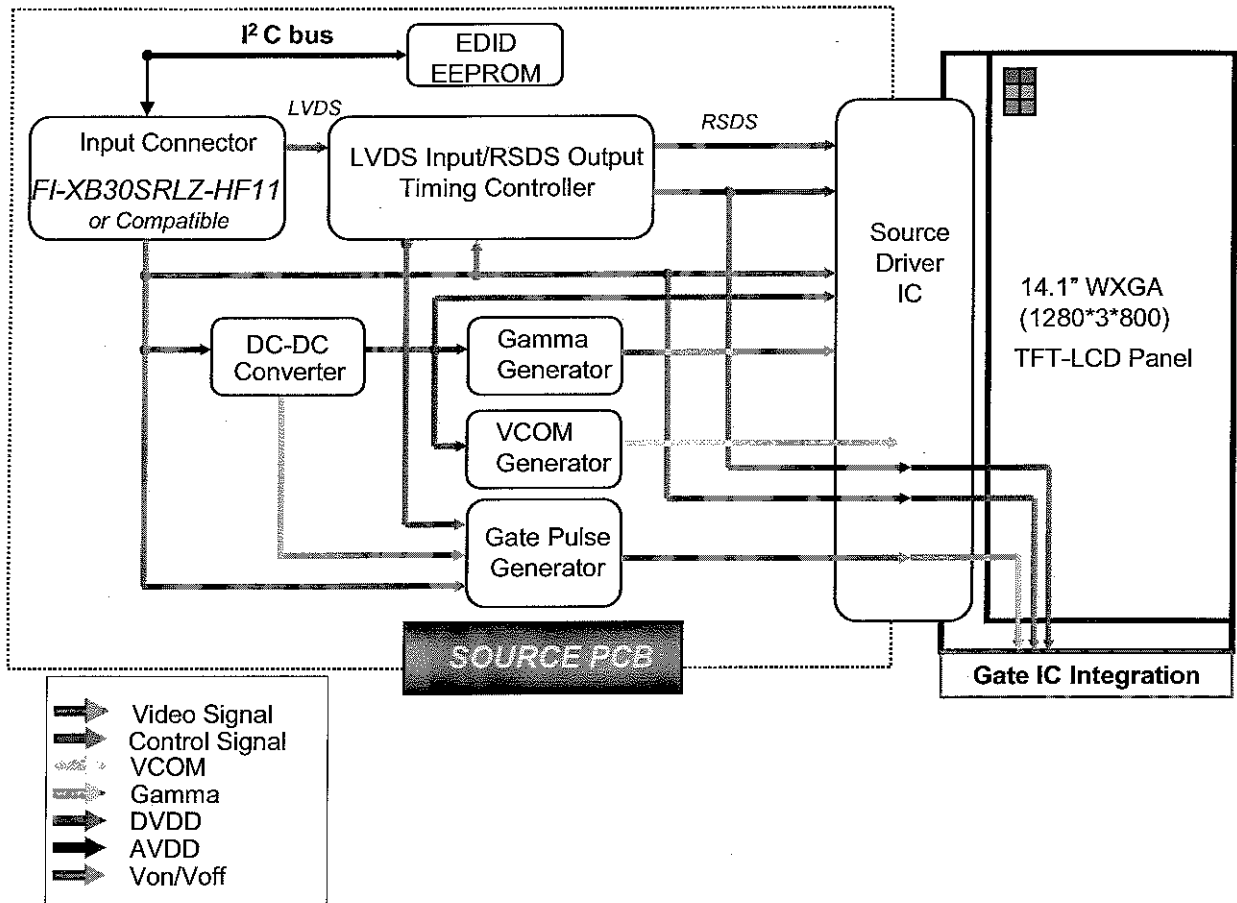 I² C bus
EDID
EEPROM
LVDS
RSDS
Input Connector
FI-XB30SRLZ-HF11
or Compatible
LVDS Input/RSDS Output
Timing Controller
Source
Driver
IC
14.1" WXGA
(1280*3*800)
TFT-LCD Panel
DC-DC
Converter
Gamma
Generator
VCOM
Generator
Gate Pulse
Generator
SOURCE PCB
Gate IC Integration
Video Signal
Control Signal
VCOM
Gamma
DVDD
AVDD
Von/Voff